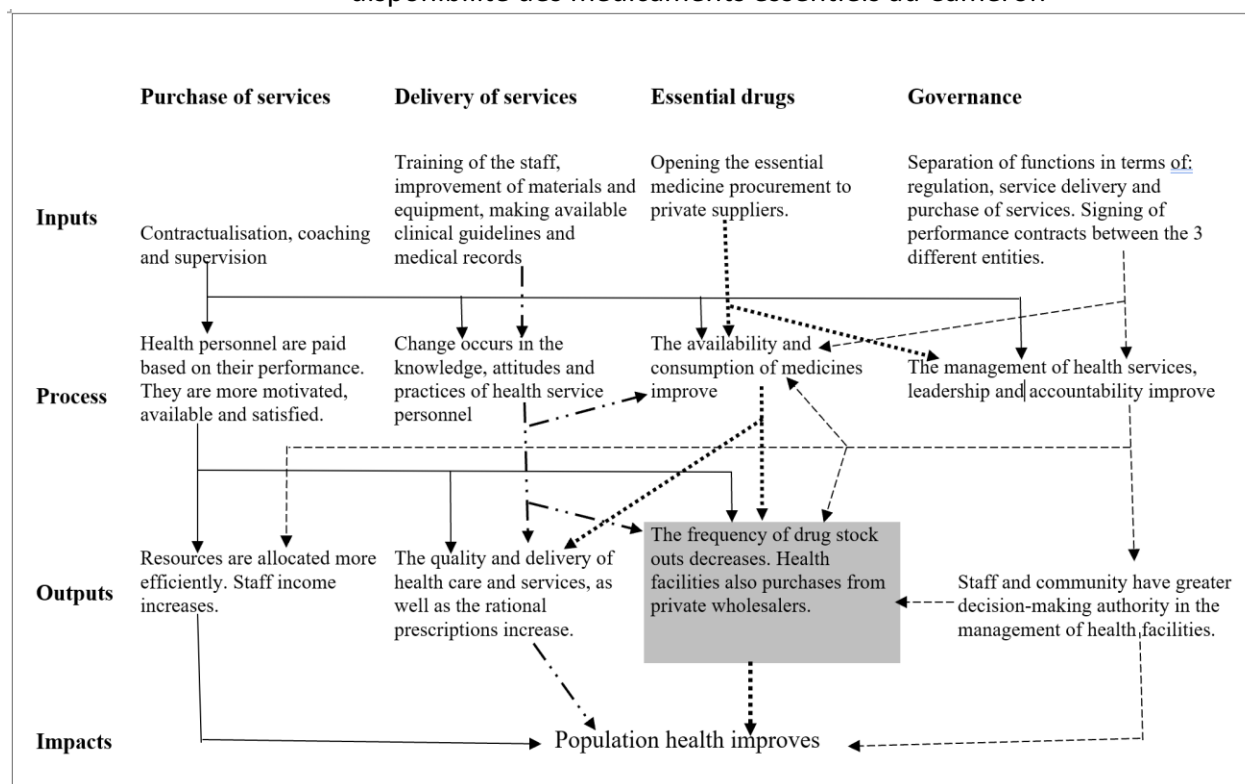 disponibilité des médicaments essentiels au Cameron
Purchase of services
Delivery of services
Essential drugs
Governance
Inputs
Contractualisation, coaching
and supervision
Training of the staff,
improvement of materials and
equipment, making available
clinical guidelines and
medical records
Opening the essential
medicine procurement to
private suppliers.
Separation of functions in terms of:
regulation, service delivery and
purchase of services. Signing of
performance contracts between the 3
different entities.
Process
Health personnel are paid
based on their performance.
They are more motivated,
available and satisfied.
Change occurs in the
knowledge, attitudes and
practices of health service
personnel
The availability and
consumption of medicines
improve
The management of health services,
leadership and accountability improve
Outputs
Resources are allocated more
efficiently. Staff income
increases.
The quality and delivery of
health care and services, as
well as the rational
prescriptions increase.
The frequency of drug stock
outs decreases. Health
facilities also purchases from
private wholesalers.
Staff and community have greater
decision-making authority in the
management of health facilities.
Impacts
Population health improves